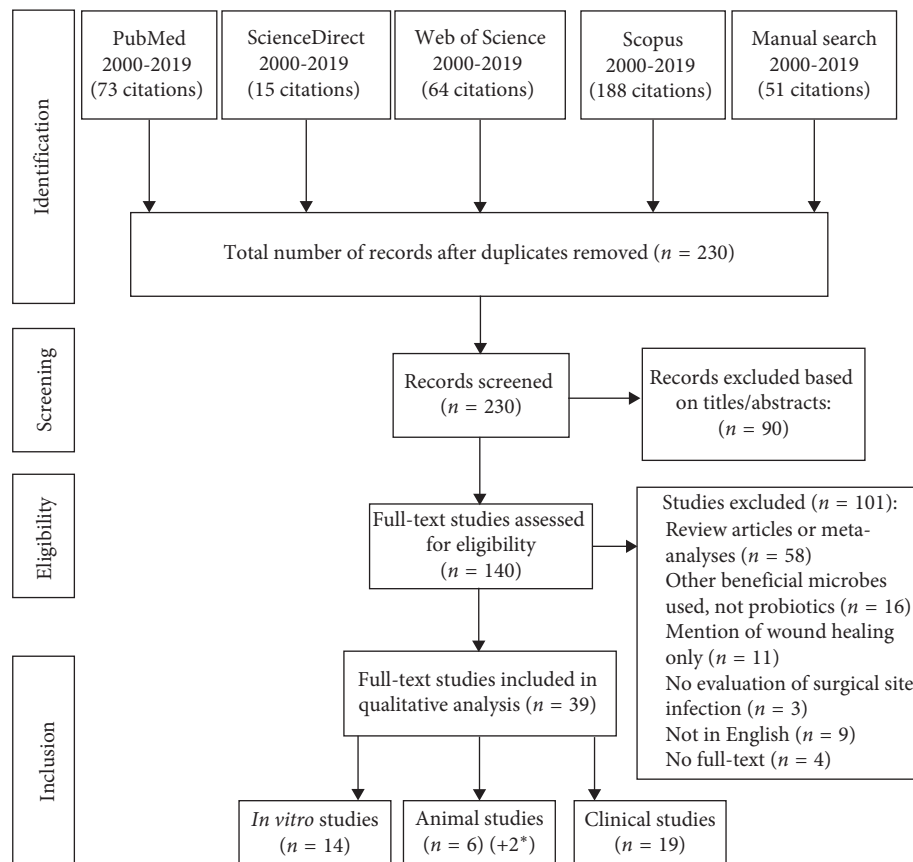 Identification
PubMed
2000-2019
(73 citations)
ScienceDirect
2000-2019
(15 citations)
Web of Science
2000-2019
(64 citations)
Scopus
2000-2019
(188 citations)
Manual search
2000-2019
(51 citations)
Total number of records after duplicates removed (n = 230)
Screening
Records screened
(n = 230)
Records excluded based
on titles/abstracts:
(n = 90)
Eligibility
Full-text studies assessed
for eligibility
(n = 140)
Studies excluded (n = 101):
Review articles or meta-
analyses (n = 58)
Other beneficial microbes
used, not probiotics (n = 16)
Mention of wound healing
only (n = 11)
No evaluation of surgical site
infection (n = 3)
Not in English (n = 9)
No full-text (n = 4)
Inclusion
Full-text studies included in
qualitative analysis (n = 39)
In vitro studies
(n = 14)
Animal studies
(n = 6) (+2*)
Clinical studies
(n = 19)